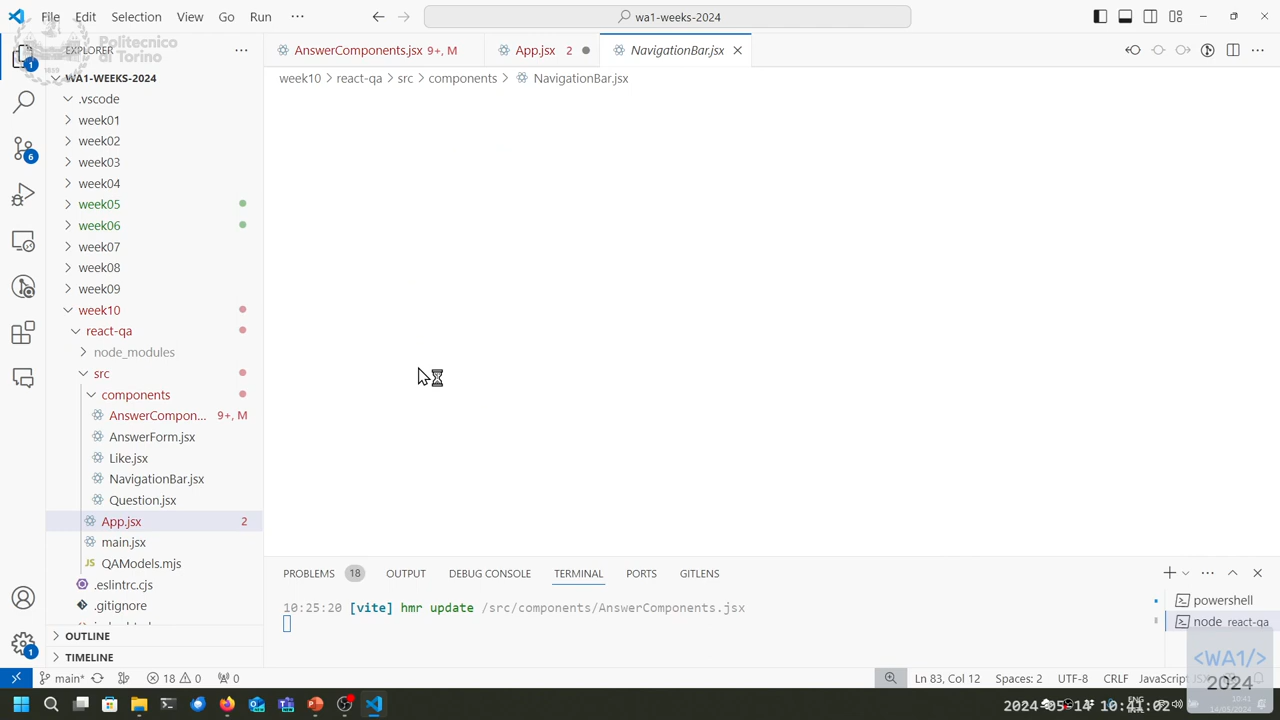 File Edit Selection View Go Run ··· wa1-weeks-2024
Politecnico di Torino
EXPLORER ···
AnswerComponents.jsx 9+, M App.jsx 2 NavigationBar.jsx
WA1-WEEKS-2024
week10 > react-qa > src > components > NavigationBar.jsx
.vscode
week01
week02
week03
week04
week05
week06
week07
week08
week09
week10
react-qa
node_modules
src
components
AnswerCompon... 9+, M
AnswerForm.jsx
Like.jsx
NavigationBar.jsx
Question.jsx
App.jsx 2
main.jsx
JS QAModels.mjs
.eslintrc.cjs
.gitignore
OUTLINE
TIMELINE
PROBLEMS 18 OUTPUT DEBUG CONSOLE TERMINAL PORTS GITLENS
10:25:20 [vite] hmr update /src/components/AnswerComponents.jsx
powershell
node react-qa
main* 18 0 0 Ln 83, Col 12 Spaces: 2 UTF-8 CRLF
<WA1/>
2024